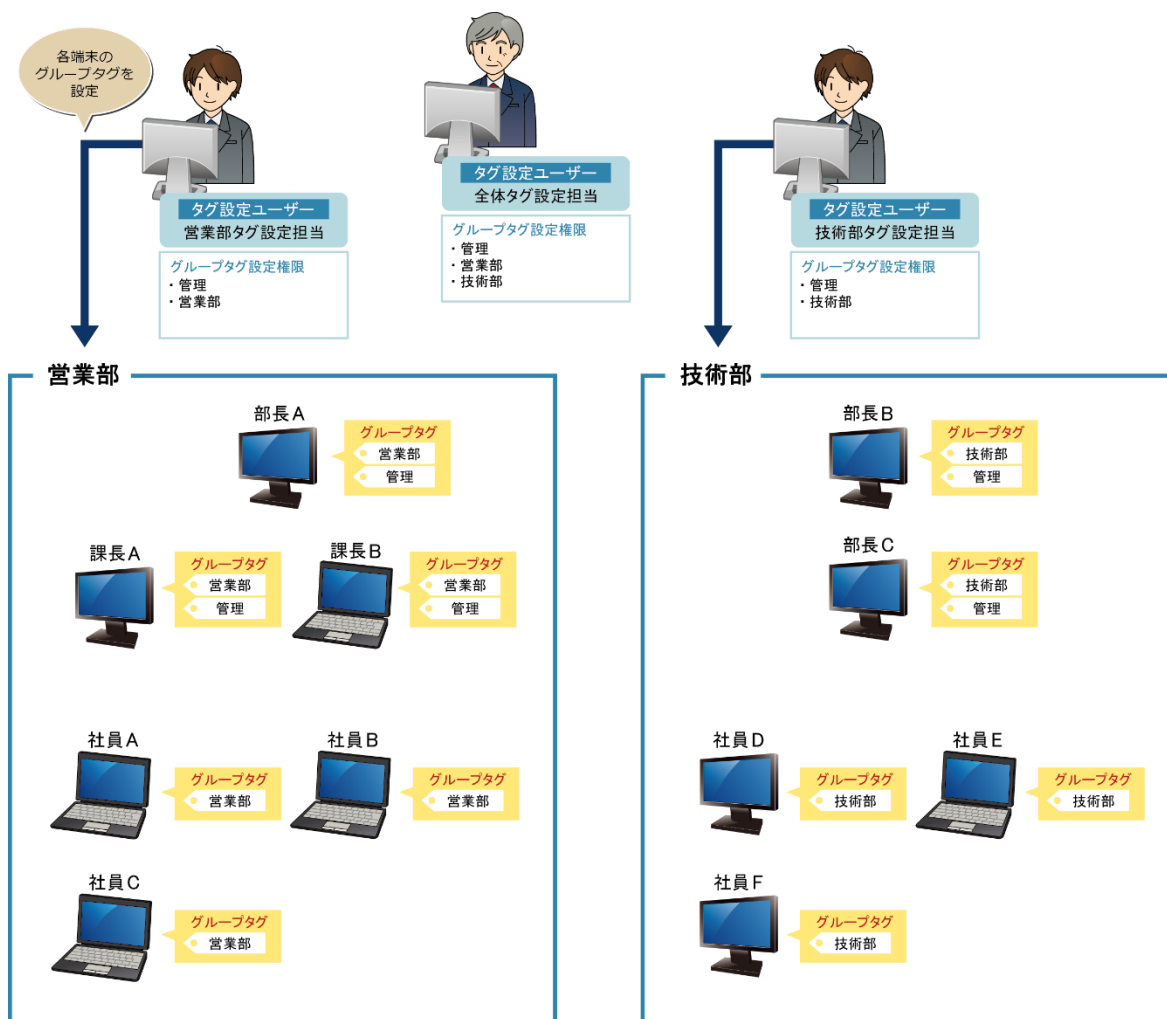 各端末の
グループタグを
設定
タグ設定ユーザー
営業部タグ設定担当
グループタグ設定権限
・管理
・営業部
タグ設定ユーザー
全体タグ設定担当
グループタグ設定権限
・管理
・営業部
・技術部
タグ設定ユーザー
技術部タグ設定担当
グループタグ設定権限
・管理
・技術部
営業部
部長A
グループタグ
営業部
管理
課長A
グループタグ
営業部
管理
課長B
グループタグ
営業部
管理
社員A
グループタグ
営業部
社員B
グループタグ
営業部
社員C
グループタグ
営業部
技術部
部長B
グループタグ
技術部
管理
部長C
グループタグ
技術部
管理
社員D
グループタグ
技術部
社員E
グループタグ
技術部
社員F
グループタグ
技術部